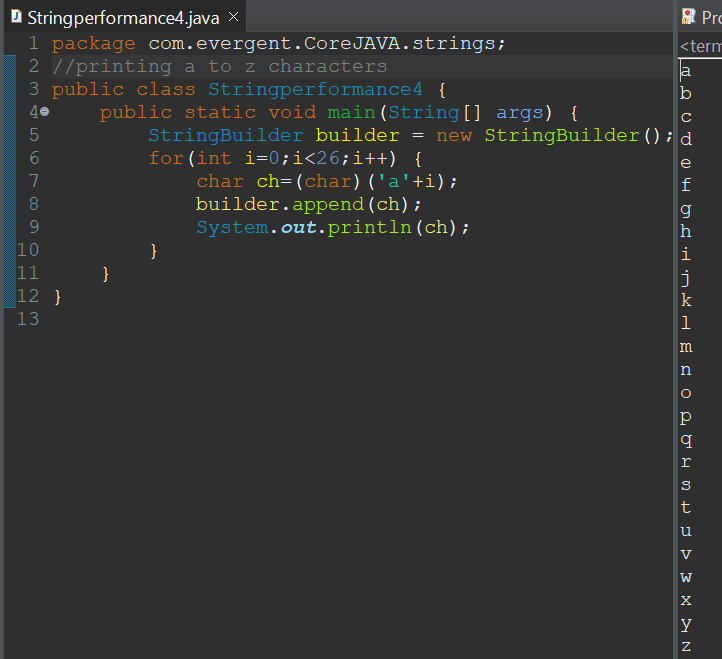 Stringperformance4.java
Pro
<term
1 package com.evergent.CoreJAVA.strings;
2 //printing a to z characters
3 public class Stringperformance4 {
4 public static void main(String[] args) {
5 StringBuilder builder = new StringBuilder();
6 for(int i=0;i<26;i++) {
7 char ch=(char)('a'+i);
8 builder.append(ch);
9 System.out.println(ch);
10 }
11 }
12 }
13
a
b
c
d
e
f
g
h
i
j
k
l
m
n
o
p
q
r
s
t
u
v
w
x
y
z